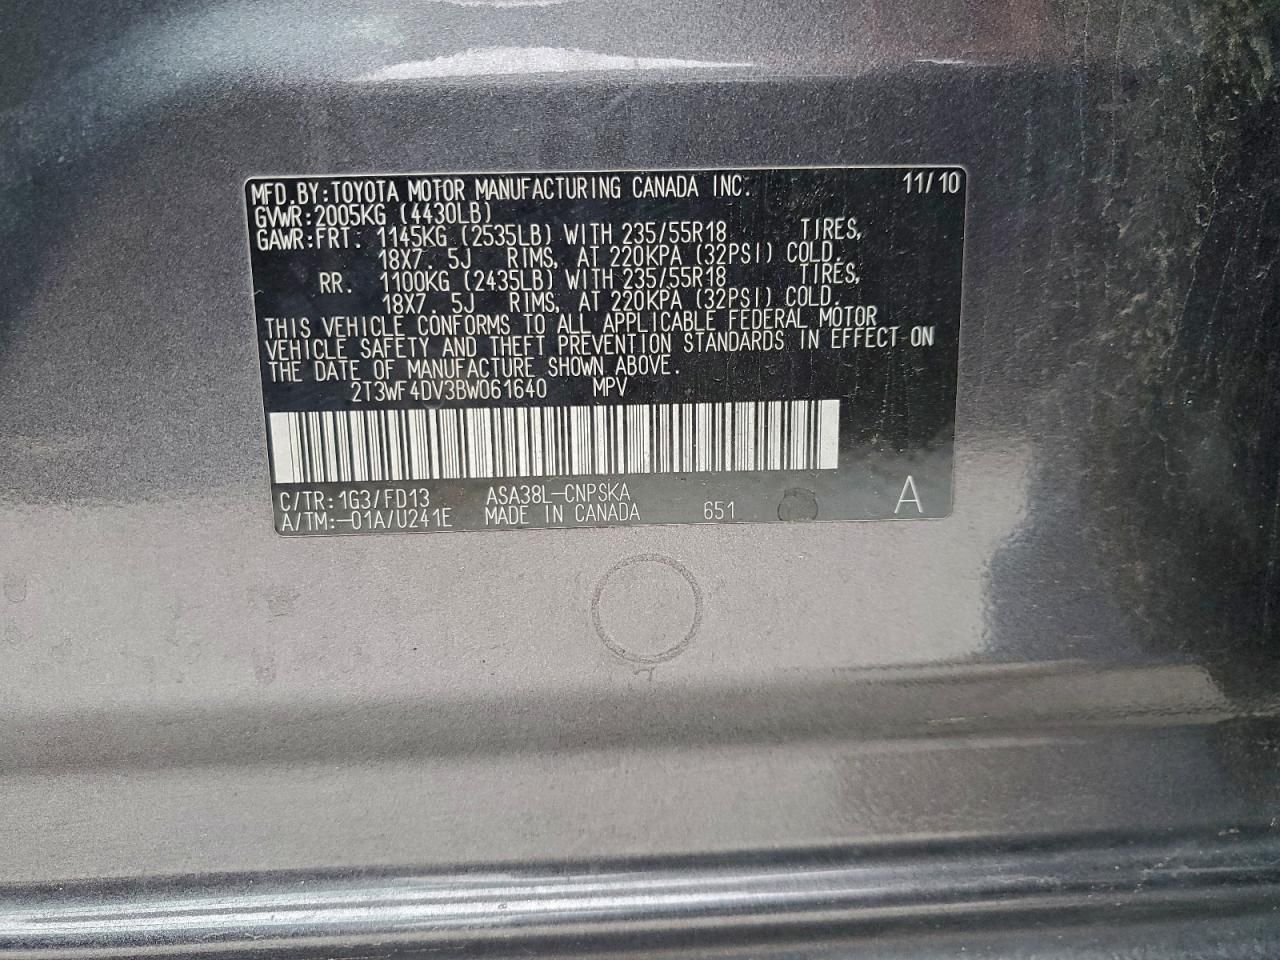 MFD.BY:TOYOTA MOTOR MANUFACTURING CANADA INC. 11/10
GVWR:2005KG (4430LB)
GAWR:FRT: 1145KG (2535LB) WITH 235/55R18 TIRES,
18X7.5J RIMS, AT 220KPA (32PSI) COLD.
RR. 1100KG (2435LB) WITH 235/55R18 TIRES,
18X7.5J RIMS, AT 220KPA (32PSI) COLD.
THIS VEHICLE CONFORMS TO ALL APPLICABLE FEDERAL MOTOR
VEHICLE SAFETY AND THEFT PREVENTION STANDARDS IN EFFECT ON
THE DATE OF MANUFACTURE SHOWN ABOVE.
2T3WF4DV3BW061640 MPV
C/TR:1G3/FD13 ASA38L-CNPSKA
A/TM:-01A/U241E MADE IN CANADA 651 A